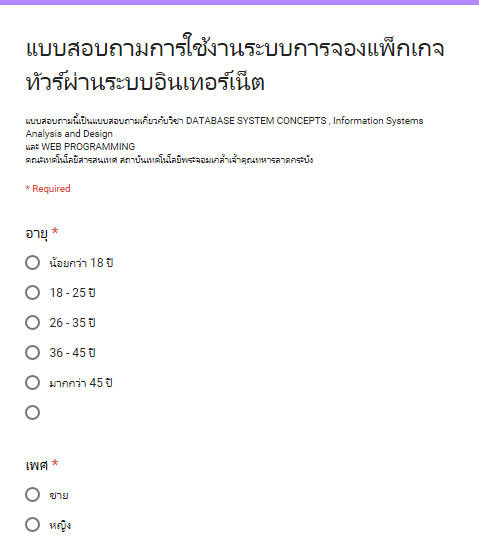 แบบสอบถามการใช้งานระบบการจองแพ็กเกจ
ทัวร์ผ่านระบบอินเทอร์เน็ต
แบบสอบถามนี้เป็นแบบสอบถามเกี่ยวกับวิชา DATABASE SYSTEM CONCEPTS , Information Systems
Analysis and Design
และ WEB PROGRAMMING
คณะเทคโนโลยีสารสนเทศ สถาบันเทคโนโลยีพระจอมเกล้าเจ้าคุณทหารลาดกระบัง
* Required
อายุ *
น้อยกว่า 18 ปี
18 - 25 ปี
26 - 35 ปี
36 - 45 ปี
มากกว่า 45 ปี
เพศ *
ชาย
หญิง